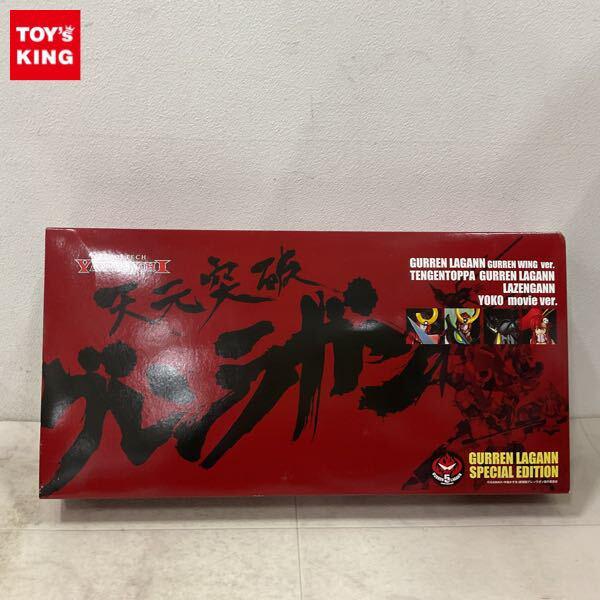 TOY's
KING
GURREN LAGANN GURREN WING ver.
TENGENTOPPA GURREN LAGANN
LAZENGANN
YOKO movie ver.
天元突破
グレンラガン
5
GURREN LAGANN
SPECIAL EDITION